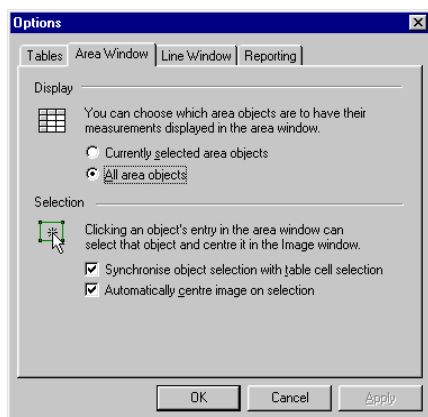 Options
Tables Area Window Line Window Reporting
Display
You can choose which area objects are to have their
measurements displayed in the area window.
Currently selected area objects
All area objects
Selection
Clicking an object's entry in the area window can
select that object and centre it in the Image window.
Synchronise object selection with table cell selection
Automatically centre image on selection
OK Cancel Apply